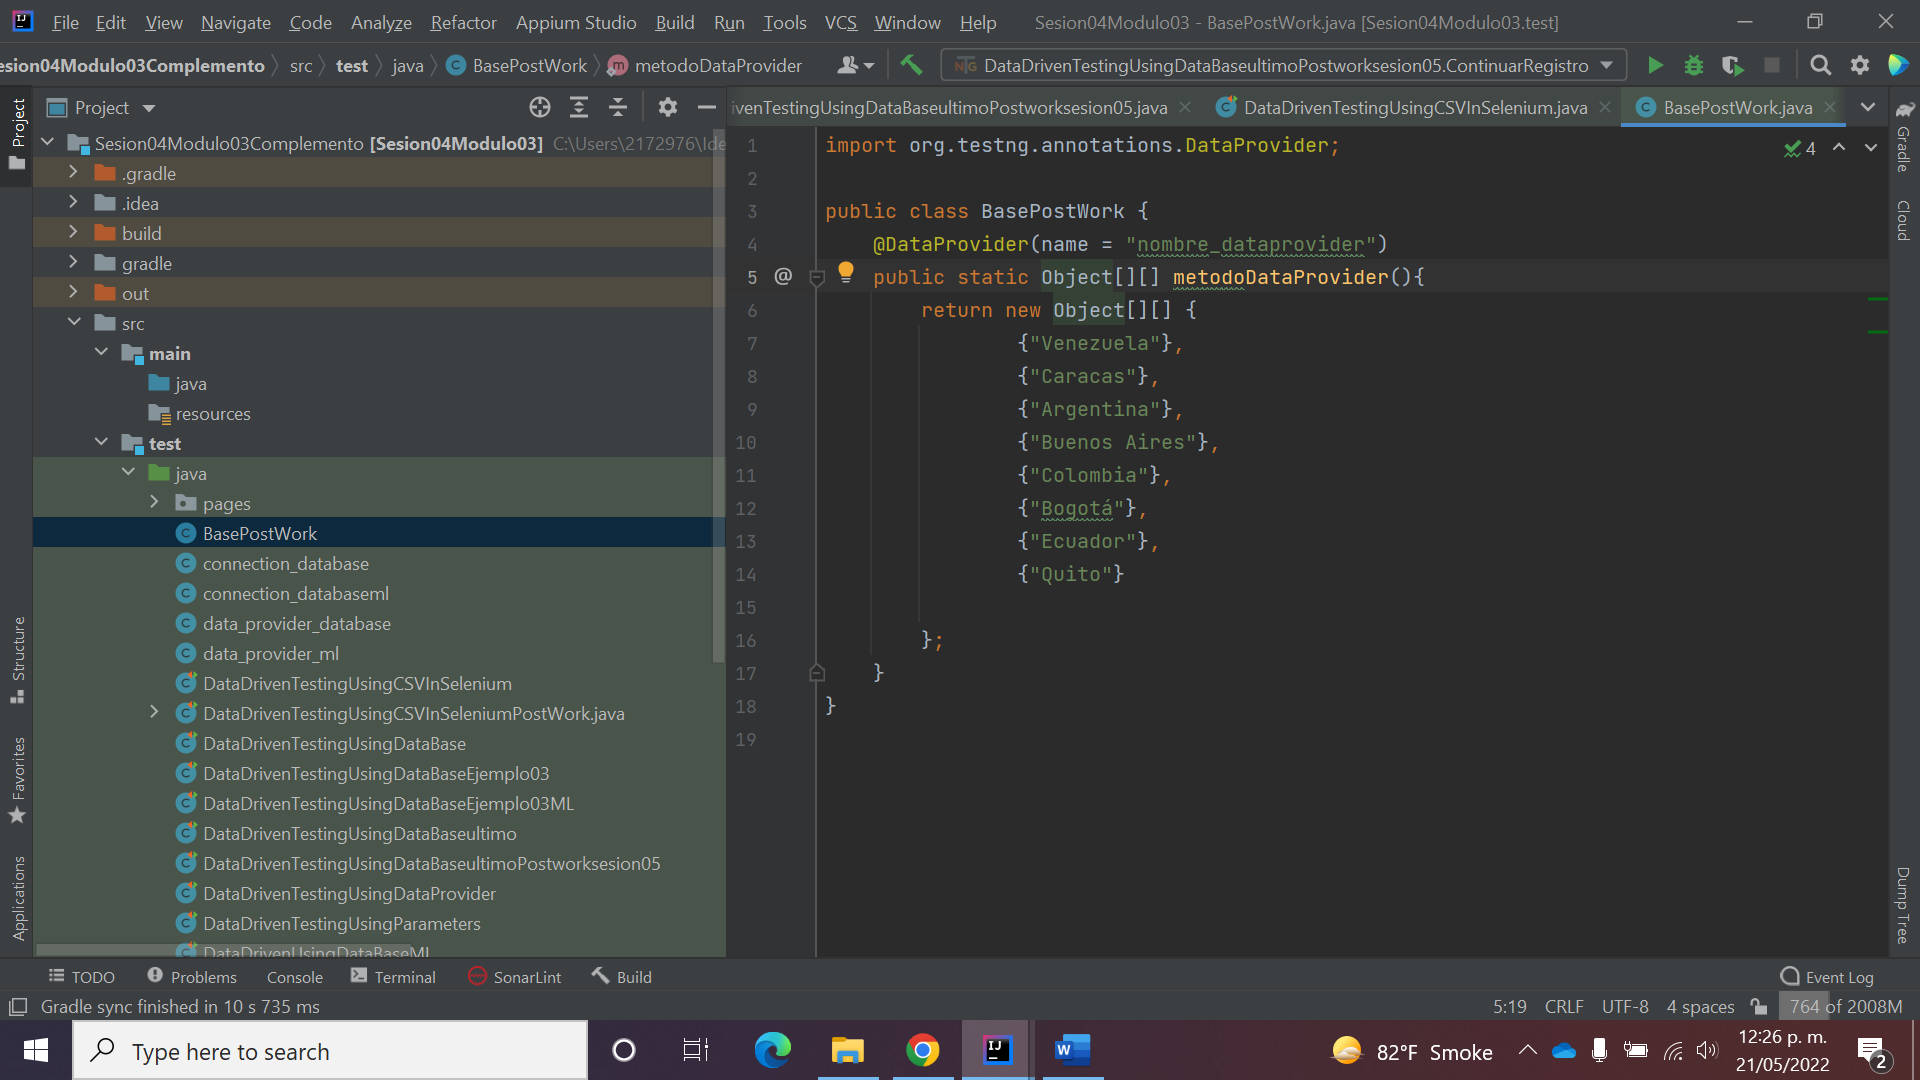 File Edit View Navigate Code Analyze Refactor Appium Studio Build Run Tools VCS Window Help Sesion04Modulo03 - BasePostWork.java [Sesion04Modulo03.test]
esion04Modulo03Complemento src test java BasePostWork metodoDataProvider DataDrivenTestingUsingDataBaseultimoPostworksesion05.ContinuarRegistro
Project
ivenTestingUsingDataBaseultimoPostworksesion05.java DataDrivenTestingUsingCSVInSelenium.java BasePostWork.java
Project
Structure
Favorites
Applications
Sesion04Modulo03Complemento [Sesion04Modulo03] C:\Users\2172976\Ide
.gradle
.idea
build
gradle
out
src
main
java
resources
test
java
pages
BasePostWork
connection_database
connection_databaseml
data_provider_database
data_provider_ml
DataDrivenTestingUsingCSVInSelenium
DataDrivenTestingUsingCSVInSeleniumPostWork.java
DataDrivenTestingUsingDataBase
DataDrivenTestingUsingDataBaseEjemplo03
DataDrivenTestingUsingDataBaseEjemplo03ML
DataDrivenTestingUsingDataBaseultimo
DataDrivenTestingUsingDataBaseultimoPostworksesion05
DataDrivenTestingUsingDataProvider
DataDrivenTestingUsingParameters
DataDrivenUsingDataBaseML
1 import org.testng.annotations.DataProvider;
2
3 public class BasePostWork {
4 @DataProvider(name = "nombre_dataprovider")
5 @ public static Object[][] metodoDataProvider(){
6 return new Object[][] {
7 {"Venezuela"},
8 {"Caracas"},
9 {"Argentina"},
10 {"Buenos Aires"},
11 {"Colombia"},
12 {"Bogotá"},
13 {"Ecuador"},
14 {"Quito"}
15
16 };
17 }
18 }
19
4
Gradle
Cloud
Dump Tree
TODO Problems Console Terminal SonarLint Build Event Log
Gradle sync finished in 10 s 735 ms 5:19 CRLF UTF-8 4 spaces 764 of 2008M
Type here to search 82°F Smoke 12:26 p. m.
21/05/2022
2